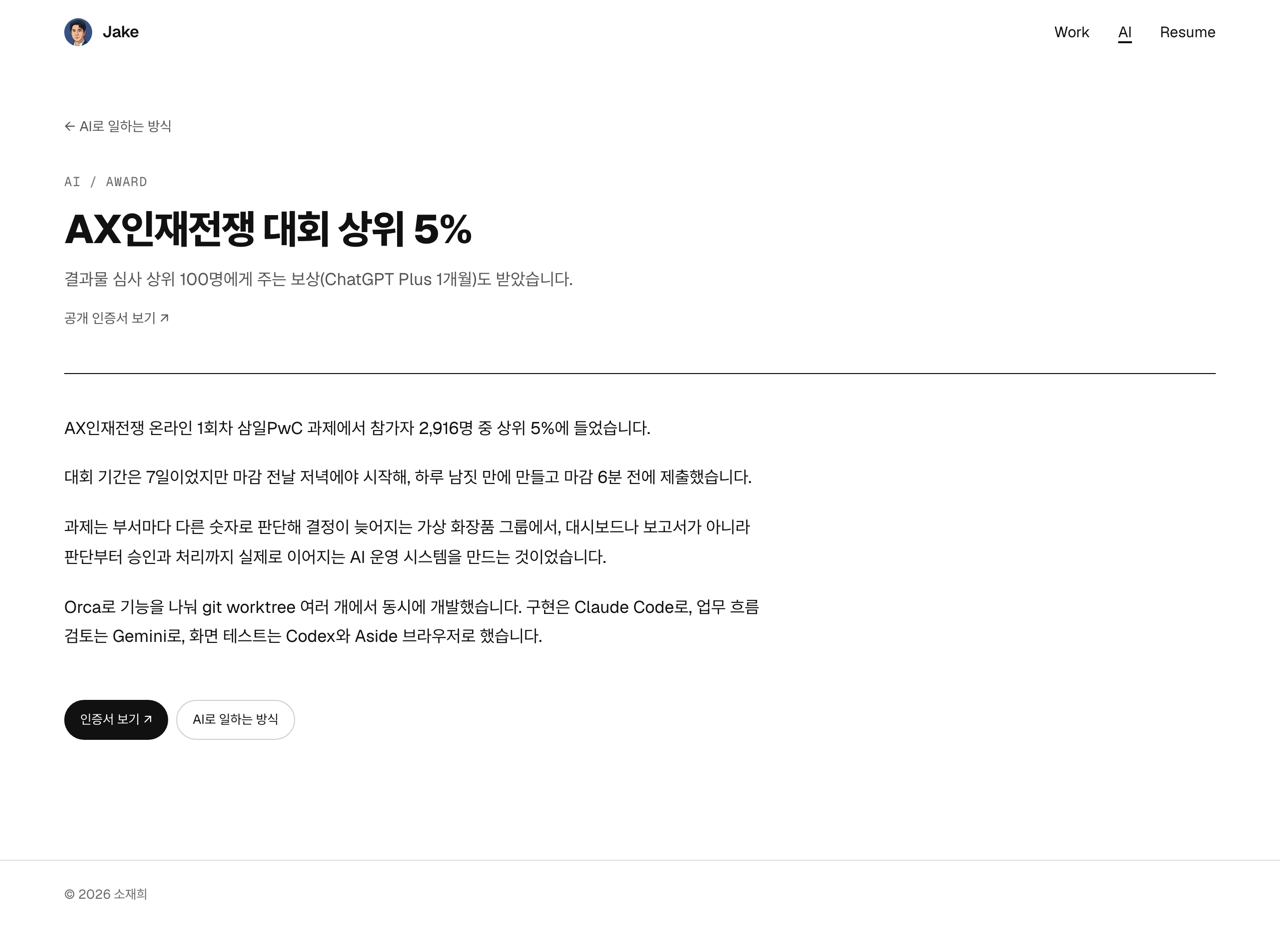 Jake
Work
AI
Resume
← AI로 일하는 방식
AI / AWARD
AX인재전쟁 대회 상위 5%
결과물 심사 상위 100명에게 주는 보상(ChatGPT Plus 1개월)도 받았습니다.
공개 인증서 보기 ↗
AX인재전쟁 온라인 1회차 삼일PwC 과제에서 참가자 2,916명 중 상위 5%에 들었습니다.
대회 기간은 7일이었지만 마감 전날 저녁에야 시작해, 하루 남짓 만에 만들고 마감 6분 전에 제출했습니다.
과제는 부서마다 다른 숫자로 판단해 결정이 늦어지는 가상 화장품 그룹에서, 대시보드나 보고서가 아니라
판단부터 승인과 처리까지 실제로 이어지는 AI 운영 시스템을 만드는 것이었습니다.
Orca로 기능을 나눠 git worktree 여러 개에서 동시에 개발했습니다. 구현은 Claude Code로, 업무 흐름
검토는 Gemini로, 화면 테스트는 Codex와 Aside 브라우저로 했습니다.
인증서 보기 ↗
AI로 일하는 방식
© 2026 소재희